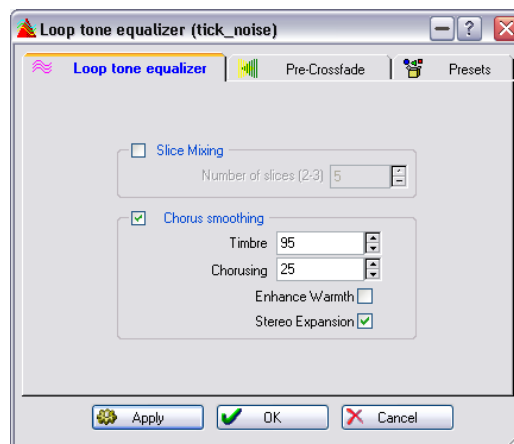 Loop tone equalizer (tick_noise)
Loop tone equalizer Pre-Crossfade Presets
Slice Mixing
Number of slices (2-3) 5
Chorus smoothing
Timbre 95
Chorusing 25
Enhance Warmth
Stereo Expansion
Apply OK Cancel